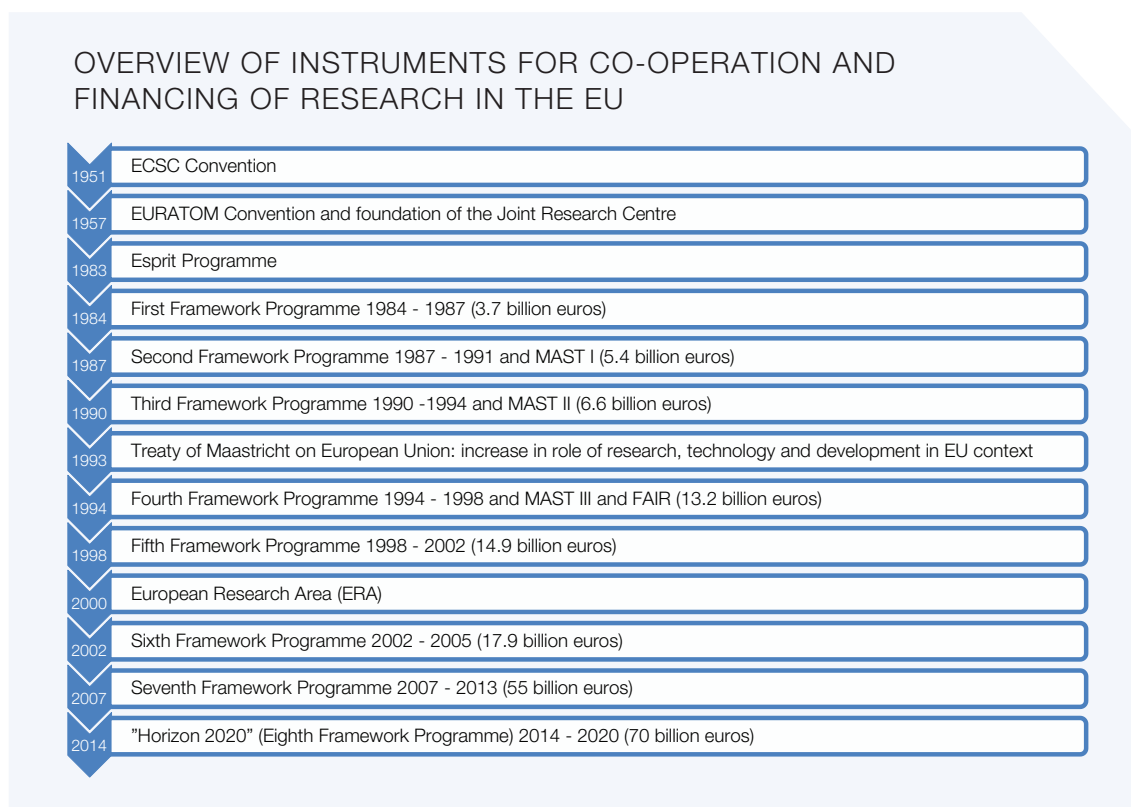 OVERVIEW OF INSTRUMENTS FOR CO-OPERATION AND
FINANCING OF RESEARCH IN THE EU
1951
ECSC Convention
1957
EURATOM Convention and foundation of the Joint Research Centre
1983
Esprit Programme
1984
First Framework Programme 1984 - 1987 (3.7 billion euros)
1987
Second Framework Programme 1987 - 1991 and MAST I (5.4 billion euros)
1990
Third Framework Programme 1990 -1994 and MAST II (6.6 billion euros)
1993
Treaty of Maastricht on European Union: increase in role of research, technology and development in EU context
1994
Fourth Framework Programme 1994 - 1998 and MAST III and FAIR (13.2 billion euros)
1998
Fifth Framework Programme 1998 - 2002 (14.9 billion euros)
2000
European Research Area (ERA)
2002
Sixth Framework Programme 2002 - 2005 (17.9 billion euros)
2007
Seventh Framework Programme 2007 - 2013 (55 billion euros)
2014
”Horizon 2020” (Eighth Framework Programme) 2014 - 2020 (70 billion euros)